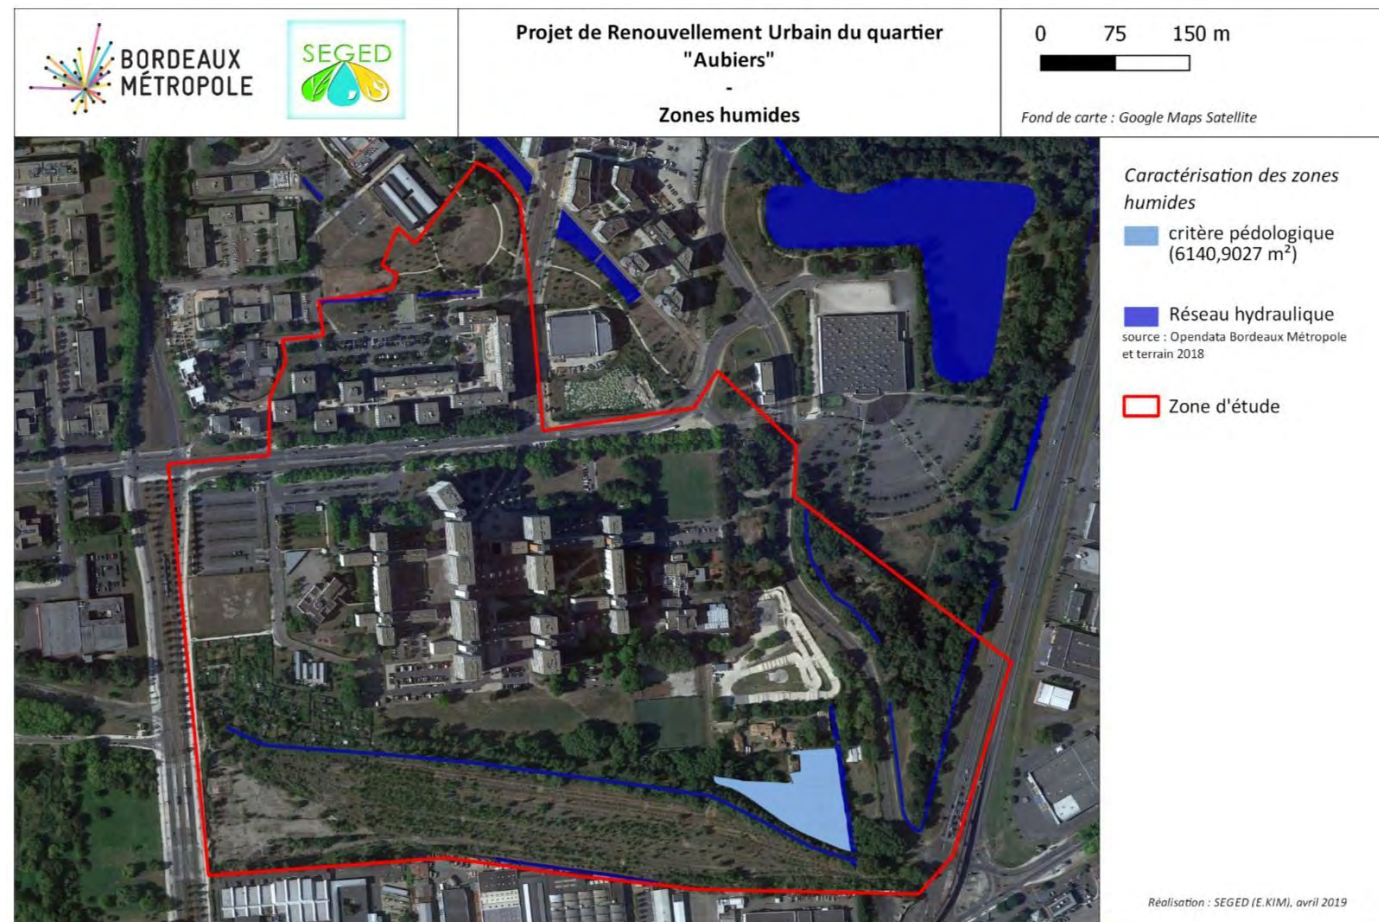 BORDEAUX
MÉTROPOLE
SEGED
Projet de Renouvellement Urbain du quartier
"Aubiers"
-
Zones humides
0 75 150 m
Fond de carte : Google Maps Satellite
Caractérisation des zones
humides
critère pédologique
(6140,9027 m²)
Réseau hydraulique
source : Opendata Bordeaux Métropole
et terrain 2018
Zone d'étude
Réalisation : SEGED (E.KIM), avril 2019